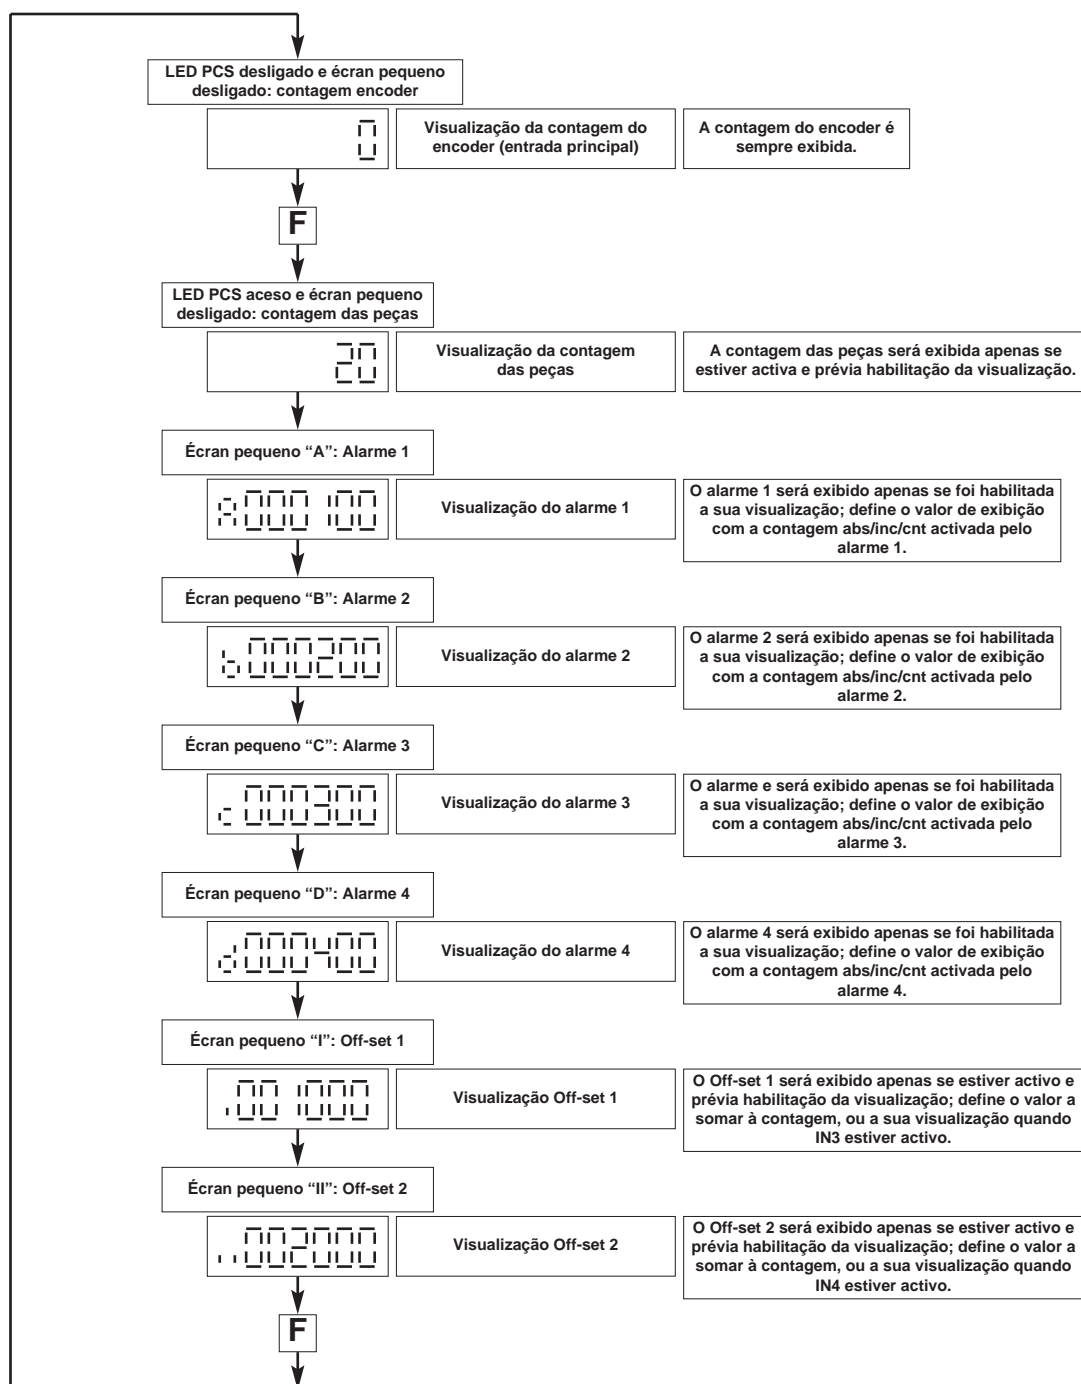 LED PCS desligado e écran pequeno
desligado: contagem encoder
0
Visualização da contagem do
encoder (entrada principal)
A contagem do encoder é
sempre exibida.
F
LED PCS aceso e écran pequeno
desligado: contagem das peças
20
Visualização da contagem
das peças
A contagem das peças será exibida apenas se
estiver activa e prévia habilitação da visualização.
Écran pequeno “A”: Alarme 1
A000100
Visualização do alarme 1
O alarme 1 será exibido apenas se foi habilitada
a sua visualização; define o valor de exibição
com a contagem abs/inc/cnt activada pelo
alarme 1.
Écran pequeno “B”: Alarme 2
b000200
Visualização do alarme 2
O alarme 2 será exibido apenas se foi habilitada
a sua visualização; define o valor de exibição
com a contagem abs/inc/cnt activada pelo
alarme 2.
Écran pequeno “C”: Alarme 3
c000300
Visualização do alarme 3
O alarme e será exibido apenas se foi habilitada
a sua visualização; define o valor de exibição
com a contagem abs/inc/cnt activada pelo
alarme 3.
Écran pequeno “D”: Alarme 4
d000400
Visualização do alarme 4
O alarme 4 será exibido apenas se foi habilitada
a sua visualização; define o valor de exibição
com a contagem abs/inc/cnt activada pelo
alarme 4.
Écran pequeno “I”: Off-set 1
ı001000
Visualização Off-set 1
O Off-set 1 será exibido apenas se estiver activo e
prévia habilitação da visualização; define o valor a
somar à contagem, ou a sua visualização quando
IN3 estiver activo.
Écran pequeno “II”: Off-set 2
ıı002000
Visualização Off-set 2
O Off-set 2 será exibido apenas se estiver activo e
prévia habilitação da visualização; define o valor a
somar à contagem, ou a sua visualização quando
IN4 estiver activo.
F